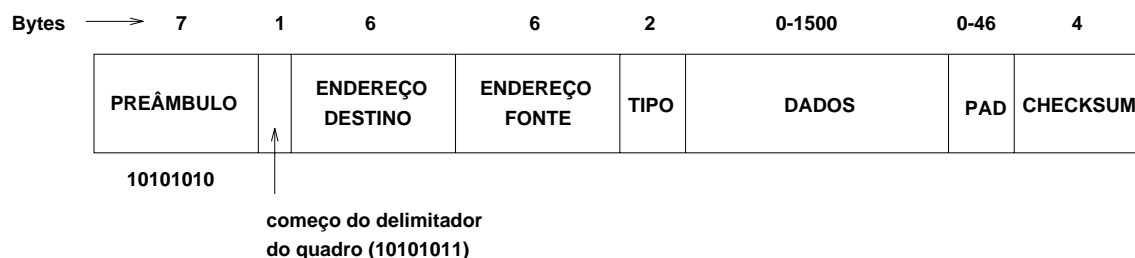 Bytes 7 1 6 6 2 0-1500 0-46 4
PREÂMBULO
ENDEREÇO
DESTINO
ENDEREÇO
FONTE
TIPO
DADOS
PAD
CHECKSUM
10101010
começo do delimitador
do quadro (10101011)